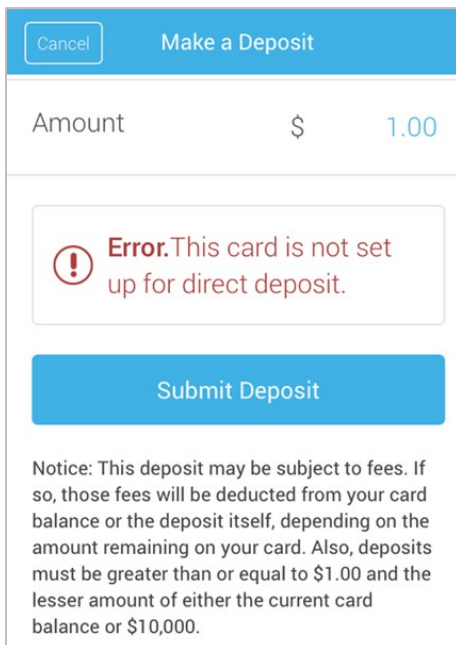 Cancel Make a Deposit
Amount $ 1.00
Error.This card is not set
up for direct deposit.
Submit Deposit
Notice: This deposit may be subject to fees. If
so, those fees will be deducted from your card
balance or the deposit itself, depending on the
amount remaining on your card. Also, deposits
must be greater than or equal to $1.00 and the
lesser amount of either the current card
balance or $10,000.